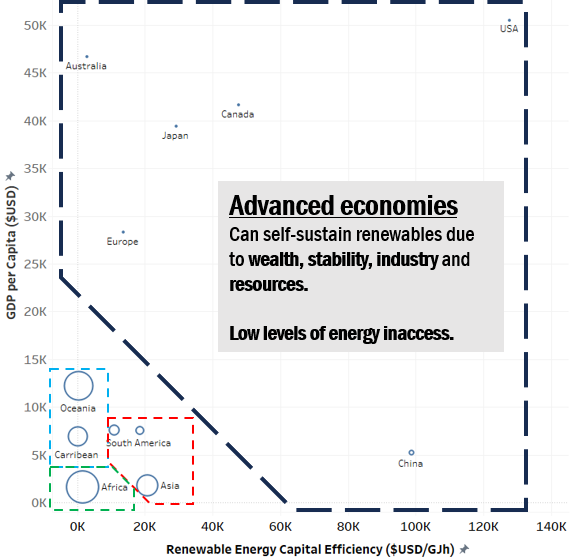 50K
45K
40K
35K
30K
25K
20K
15K
10K
5K
0K
GDP per Capita ($USD)
USA
Australia
Canada
Japan
Europe
Advanced economies
Can self-sustain renewables due
to wealth, stability, industry and
resources.
Low levels of energy inaccess.
Oceania
South America
Carribean
China
Africa
Asia
0K 20K 40K 60K 80K 100K 120K 140K
Renewable Energy Capital Efficiency ($USD/GJh)